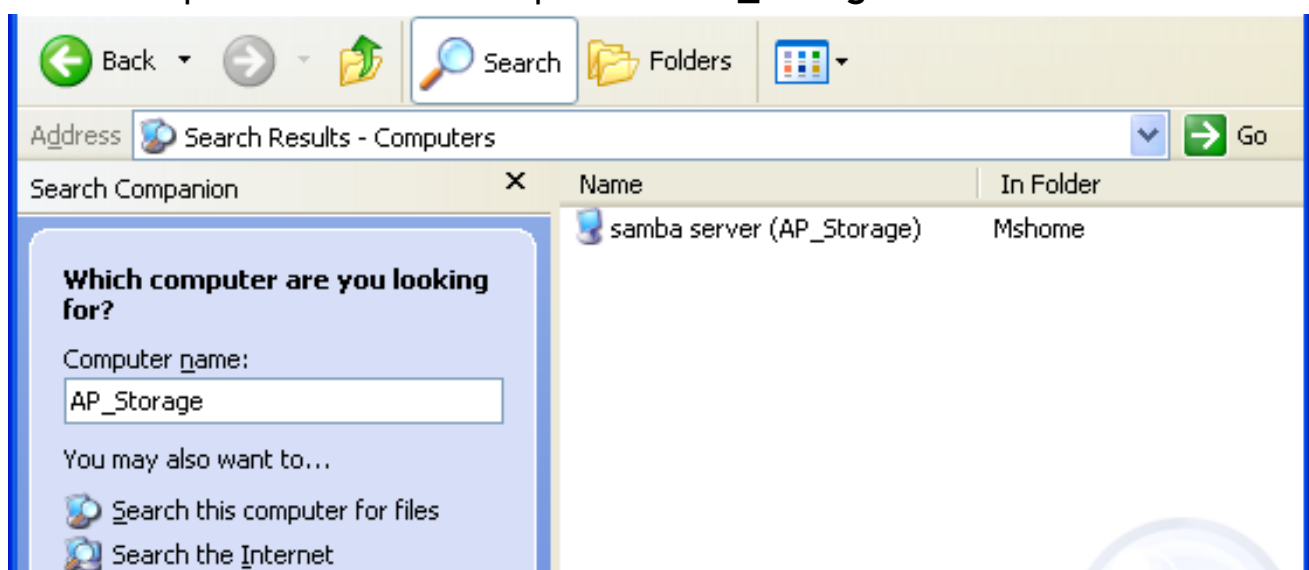 Back Search Folders
Address Search Results - Computers Go
Search Companion
Name In Folder
samba server (AP_Storage) Mshome
Which computer are you looking
for?
Computer name:
AP_Storage
You may also want to...
Search this computer for files
Search the Internet